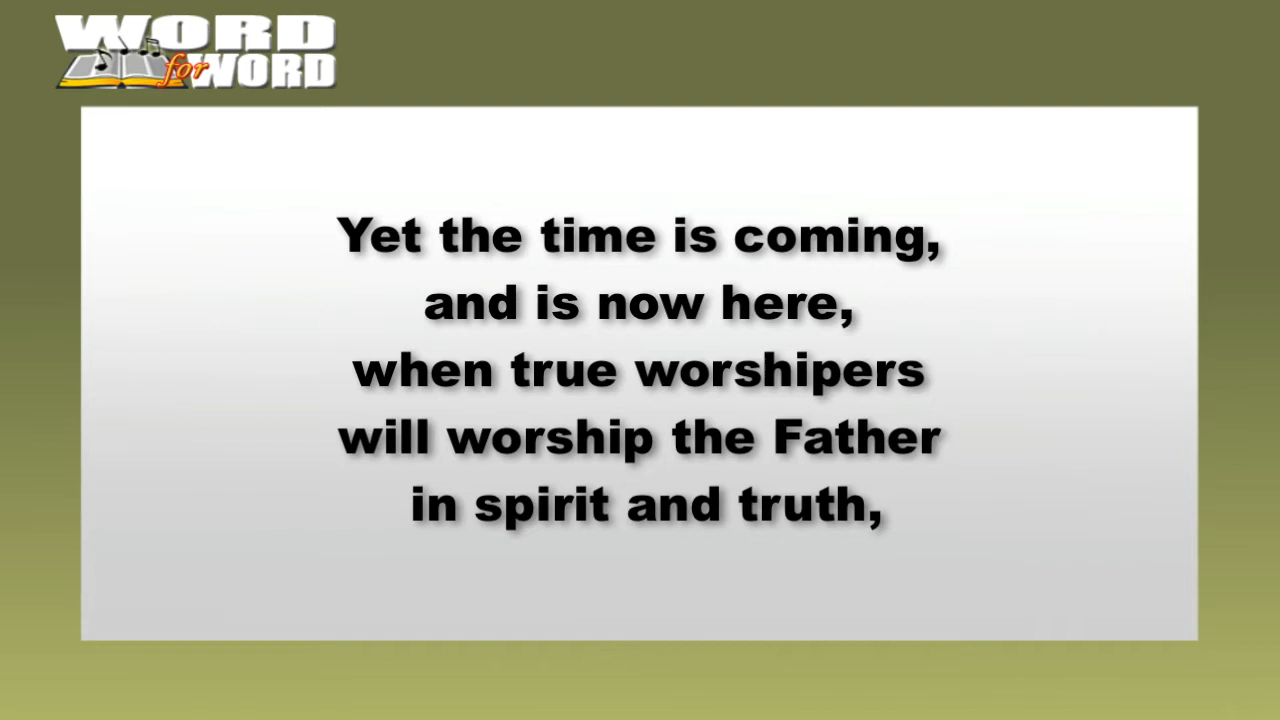 WORD
for WORD
Yet the time is coming,
and is now here,
when true worshipers
will worship the Father
in spirit and truth,